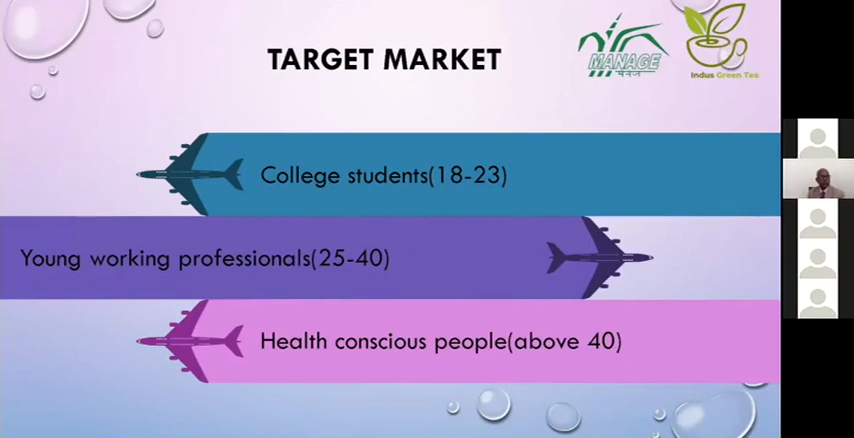 TARGET MARKET
MANAGE
मैनेज
Indus Green Tea
College students(18-23)
Young working professionals(25-40)
Health conscious people(above 40)